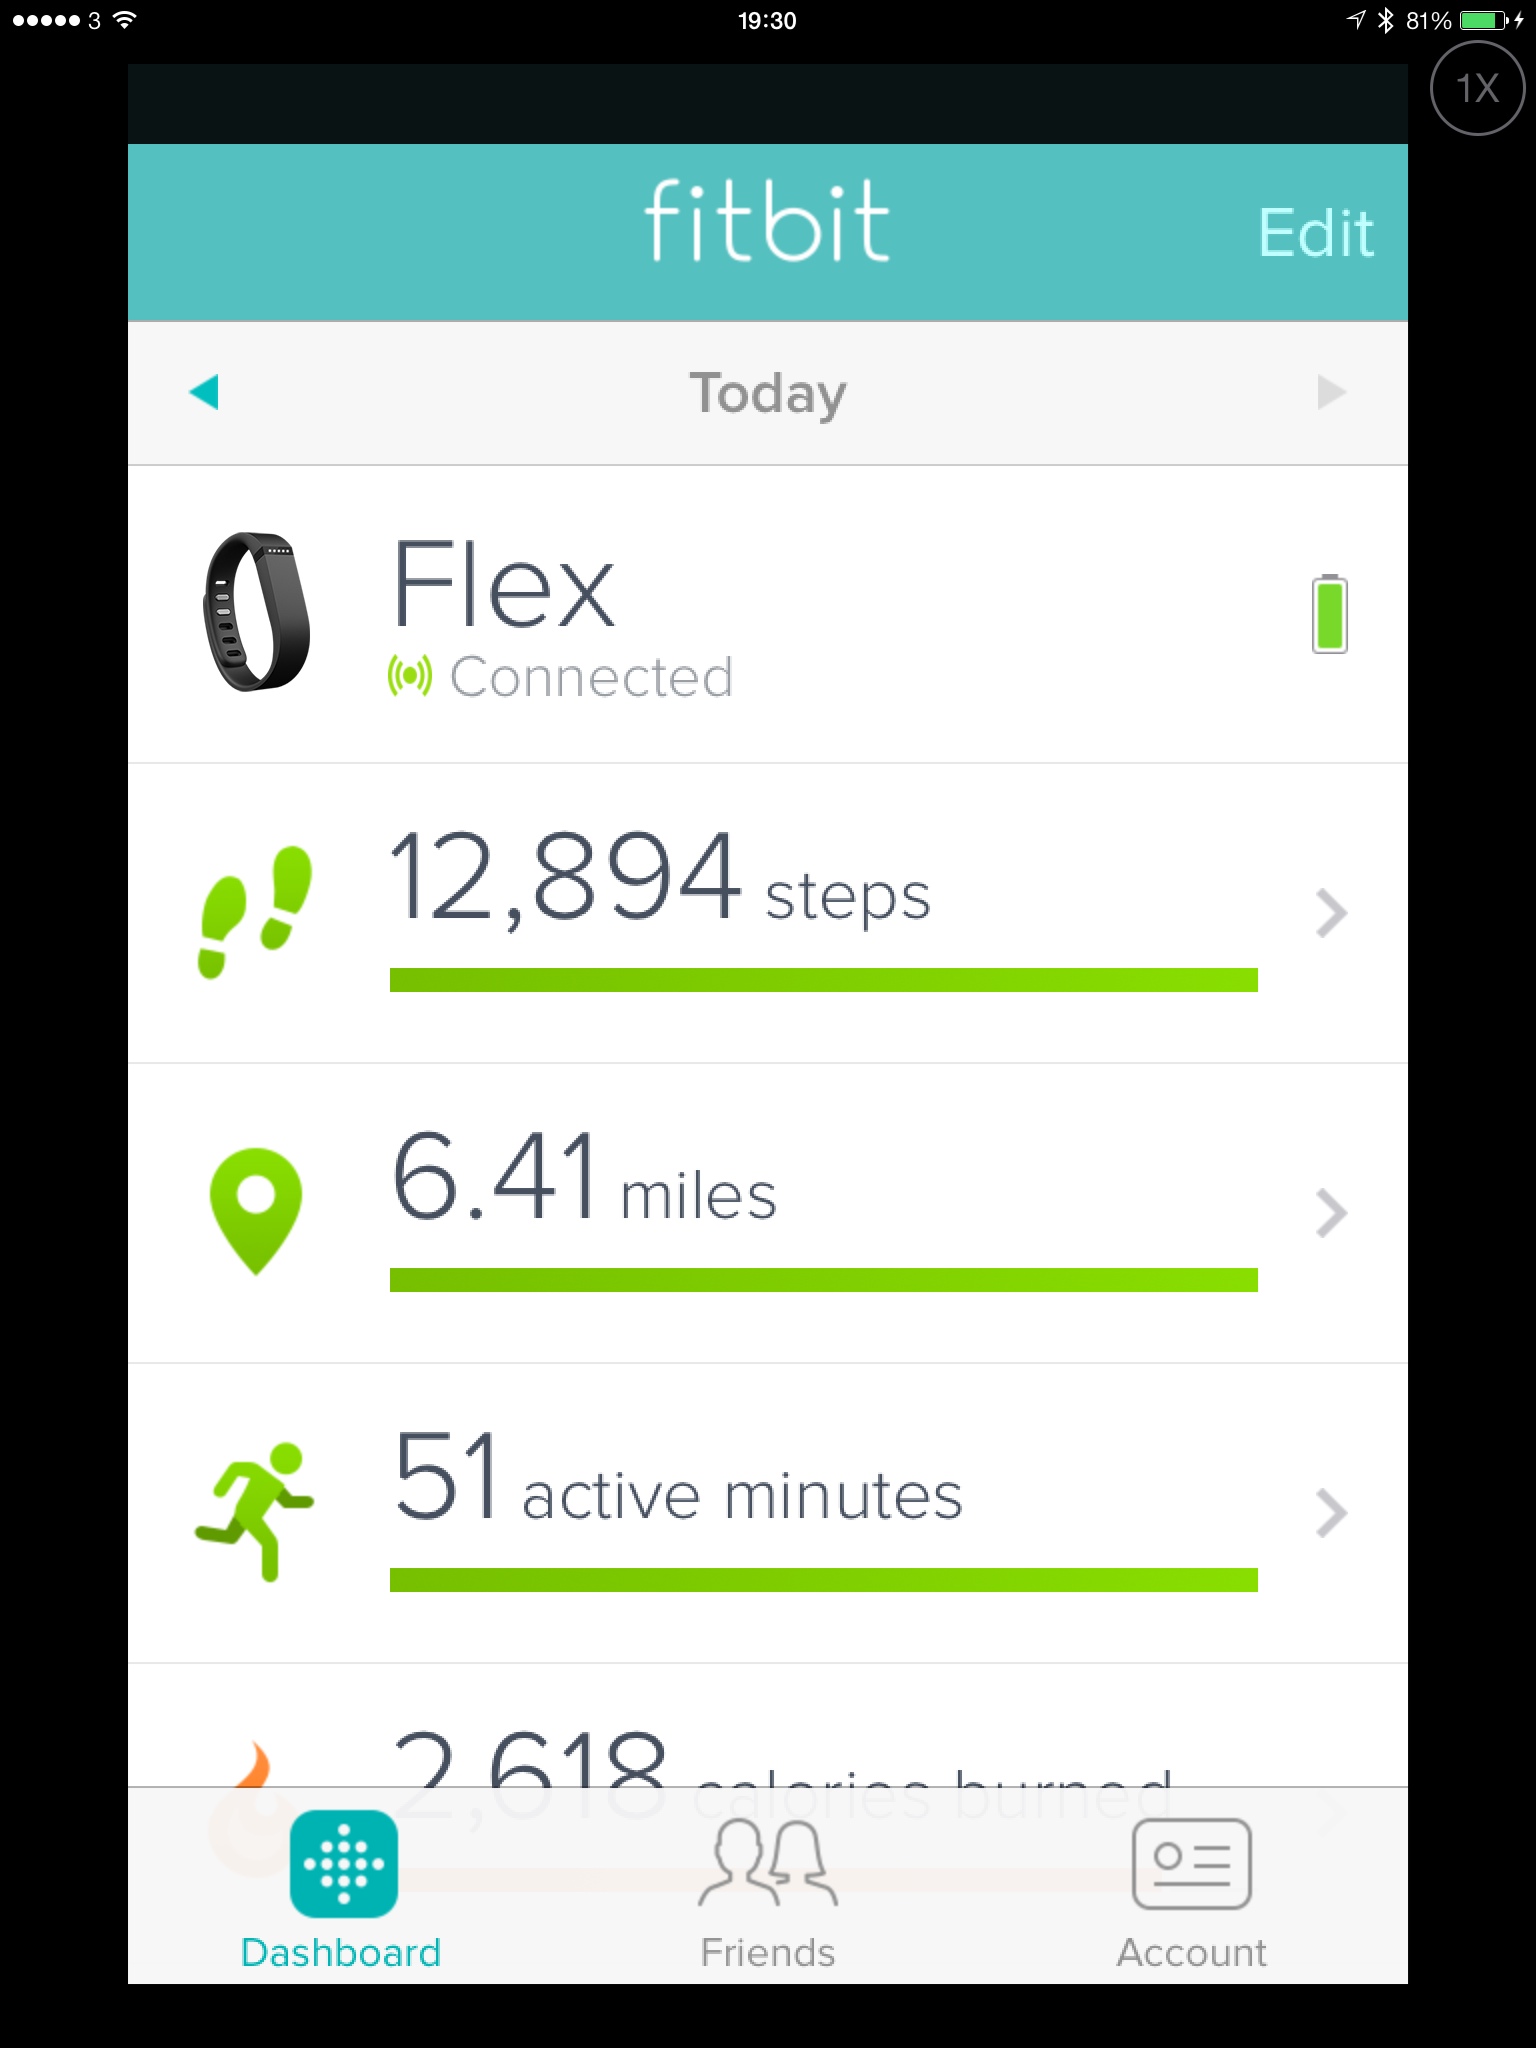 3 19:30 81%
1X
fitbit
Edit
Today
Flex
Connected
12,894 steps
6.41 miles
51 active minutes
2,618 calories burned
Dashboard Friends Account